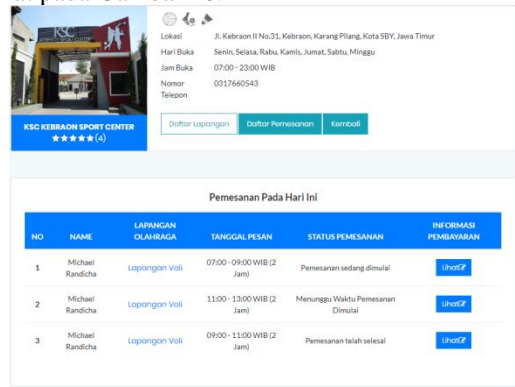 Lokasi Jl. Kebraon II No.31, Kebraon, Karang Pilang, Kota SBY, Jawa Timur
Hari Buka Senin, Selasa, Rabu, Kamis, Jumat, Sabtu, Minggu
Jam Buka 07:00 - 23:00 WIB
Nomor Telepon 0317660543
KSC
KSC KEBRAON SPORT CENTER
★★★★★(4)
Daftar Lapangan Daftar Pemesanan Kembali
Pemesanan Pada Hari Ini
NO NAME LAPANGAN OLAHRAGA TANGGAL PESAN STATUS PEMESANAN INFORMASI PEMBAYARAN
1 Michael Randicha Lapangan Voli 07:00 - 09:00 WIB (2 Jam) Pemesanan sedang dimulai Lihat
2 Michael Randicha Lapangan Voli 11:00 - 13:00 WIB (2 Jam) Menunggu Waktu Pemesanan Dimulai Lihat
3 Michael Randicha Lapangan Voli 09:00 - 11:00 WIB (2 Jam) Pemesanan telah selesai Lihat